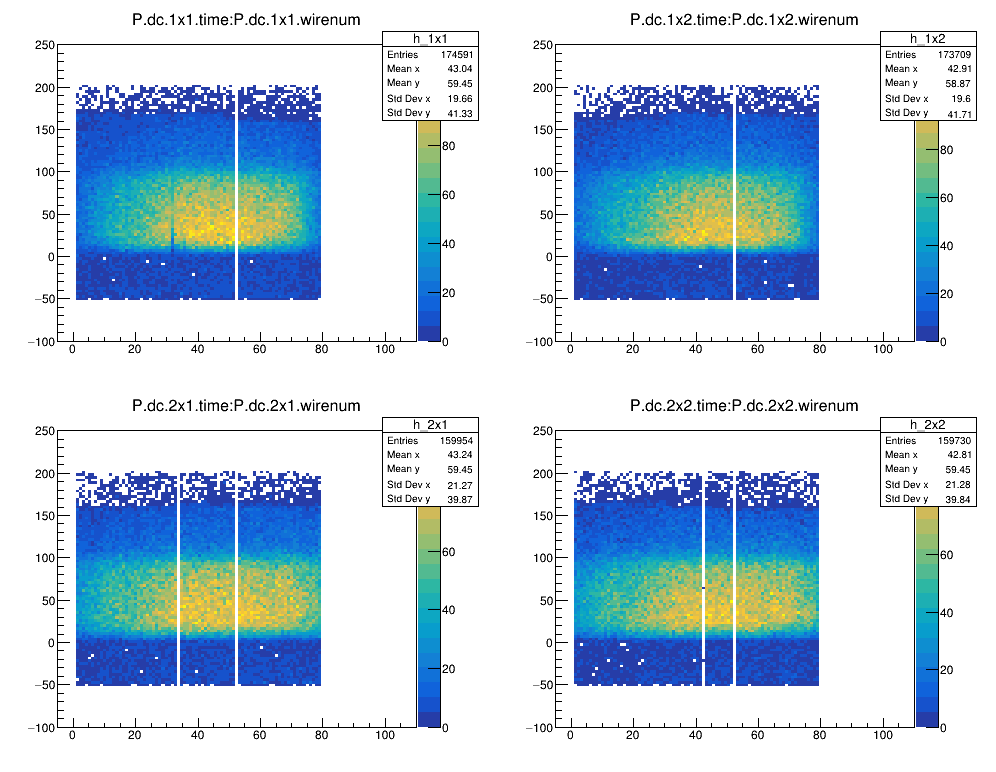 P.dc.1x1.time:P.dc.1x1.wirenum
h_1x1
Entries 174591
Mean x 43.04
Mean y 59.45
Std Dev x 19.66
Std Dev y 41.33
250
200
150
100
50
0
−50
−100
0 20 40 60 80 100
80
60
40
20
0
P.dc.1x2.time:P.dc.1x2.wirenum
h_1x2
Entries 173709
Mean x 42.91
Mean y 58.87
Std Dev x 19.6
Std Dev y 41.71
250
200
150
100
50
0
−50
−100
0 20 40 60 80 100
80
60
40
20
0
P.dc.2x1.time:P.dc.2x1.wirenum
h_2x1
Entries 159954
Mean x 43.24
Mean y 59.45
Std Dev x 21.27
Std Dev y 39.87
250
200
150
100
50
0
−50
−100
0 20 40 60 80 100
60
40
20
0
P.dc.2x2.time:P.dc.2x2.wirenum
h_2x2
Entries 159730
Mean x 42.81
Mean y 59.45
Std Dev x 21.28
Std Dev y 39.84
250
200
150
100
50
0
−50
−100
0 20 40 60 80 100
60
40
20
0